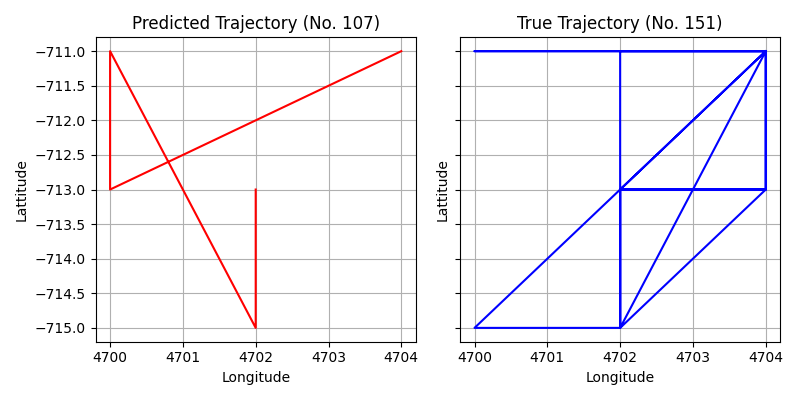 Predicted Trajectory (No. 107)
True Trajectory (No. 151)
−711.0
−711.5
−712.0
−712.5
−713.0
−713.5
−714.0
−714.5
−715.0
Lattitude
Lattitude
4700 4701 4702 4703 4704
4700 4701 4702 4703 4704
Longitude
Longitude